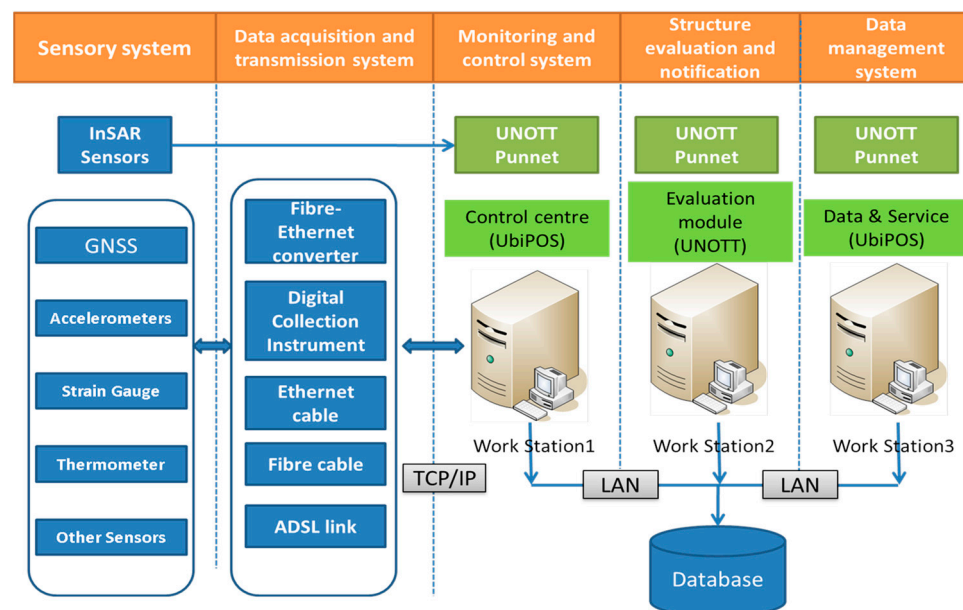 Sensory system
Data acquisition and
transmission system
Monitoring and
control system
Structure
evaluation and
notification
Data
management
system
InSAR
Sensors
UNOTT
Punnet
UNOTT
Punnet
UNOTT
Punnet
GNSS
Accelerometers
Strain Gauge
Thermometer
Other Sensors
Fibre-
Ethernet
converter
Digital
Collection
Instrument
Ethernet
cable
Fibre cable
ADSL link
Control centre
(UbiPOS)
Evaluation
module
(UNOTT)
Data & Service
(UbiPOS)
Work Station1
Work Station2
Work Station3
TCP/IP
LAN
LAN
Database